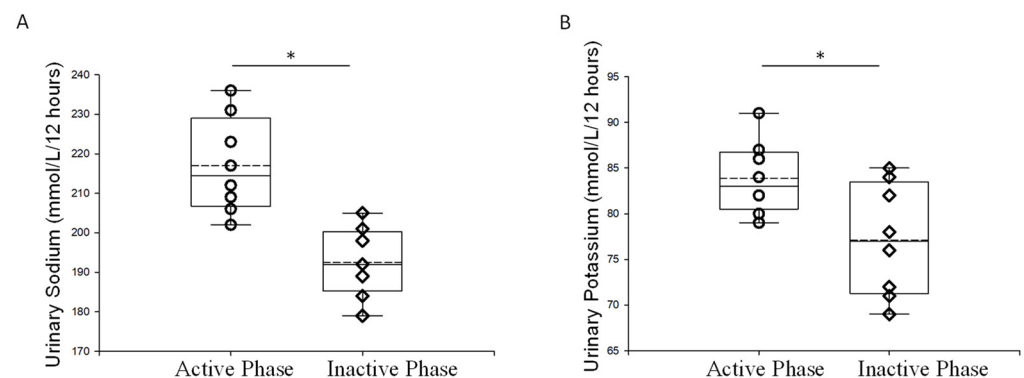 A
B
*
*
Urinary Sodium (mmol/L/12 hours)
240
230
220
210
200
190
180
170
Active Phase
Inactive Phase
Urinary Potassium (mmol/L/12 hours)
95
90
85
80
75
70
65
Active Phase
Inactive Phase